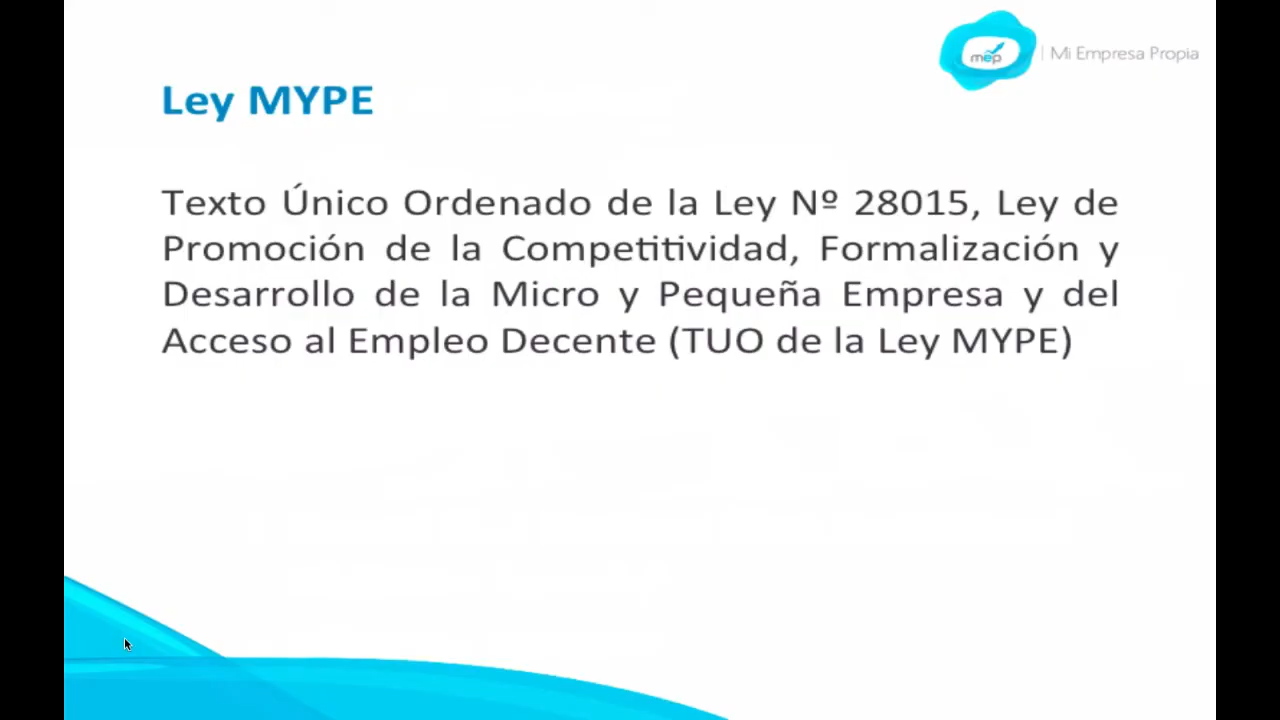 mep | Mi Empresa Propia
Ley MYPE
Texto Único Ordenado de la Ley Nº 28015, Ley de
Promoción de la Competitividad, Formalización y
Desarrollo de la Micro y Pequeña Empresa y del
Acceso al Empleo Decente (TUO de la Ley MYPE)